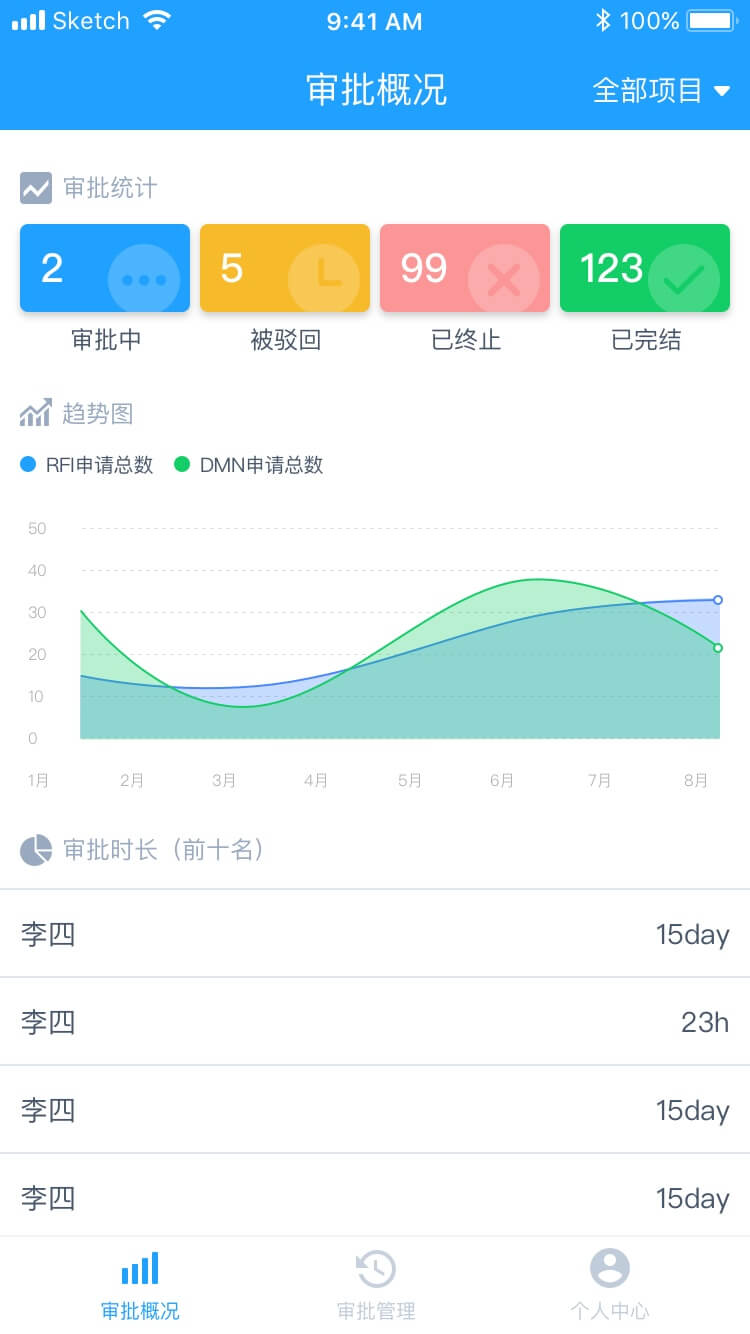 Sketch 9:41 AM 100%
审批概况 全部项目
审批统计
2 5 99 123
审批中 被驳回 已终止 已完结
趋势图
RFI申请总数 DMN申请总数
50
40
30
20
10
0
1月 2月 3月 4月 5月 6月 7月 8月
审批时长（前十名）
李四 15day
李四 23h
李四 15day
李四 15day
审批概况 审批管理 个人中心